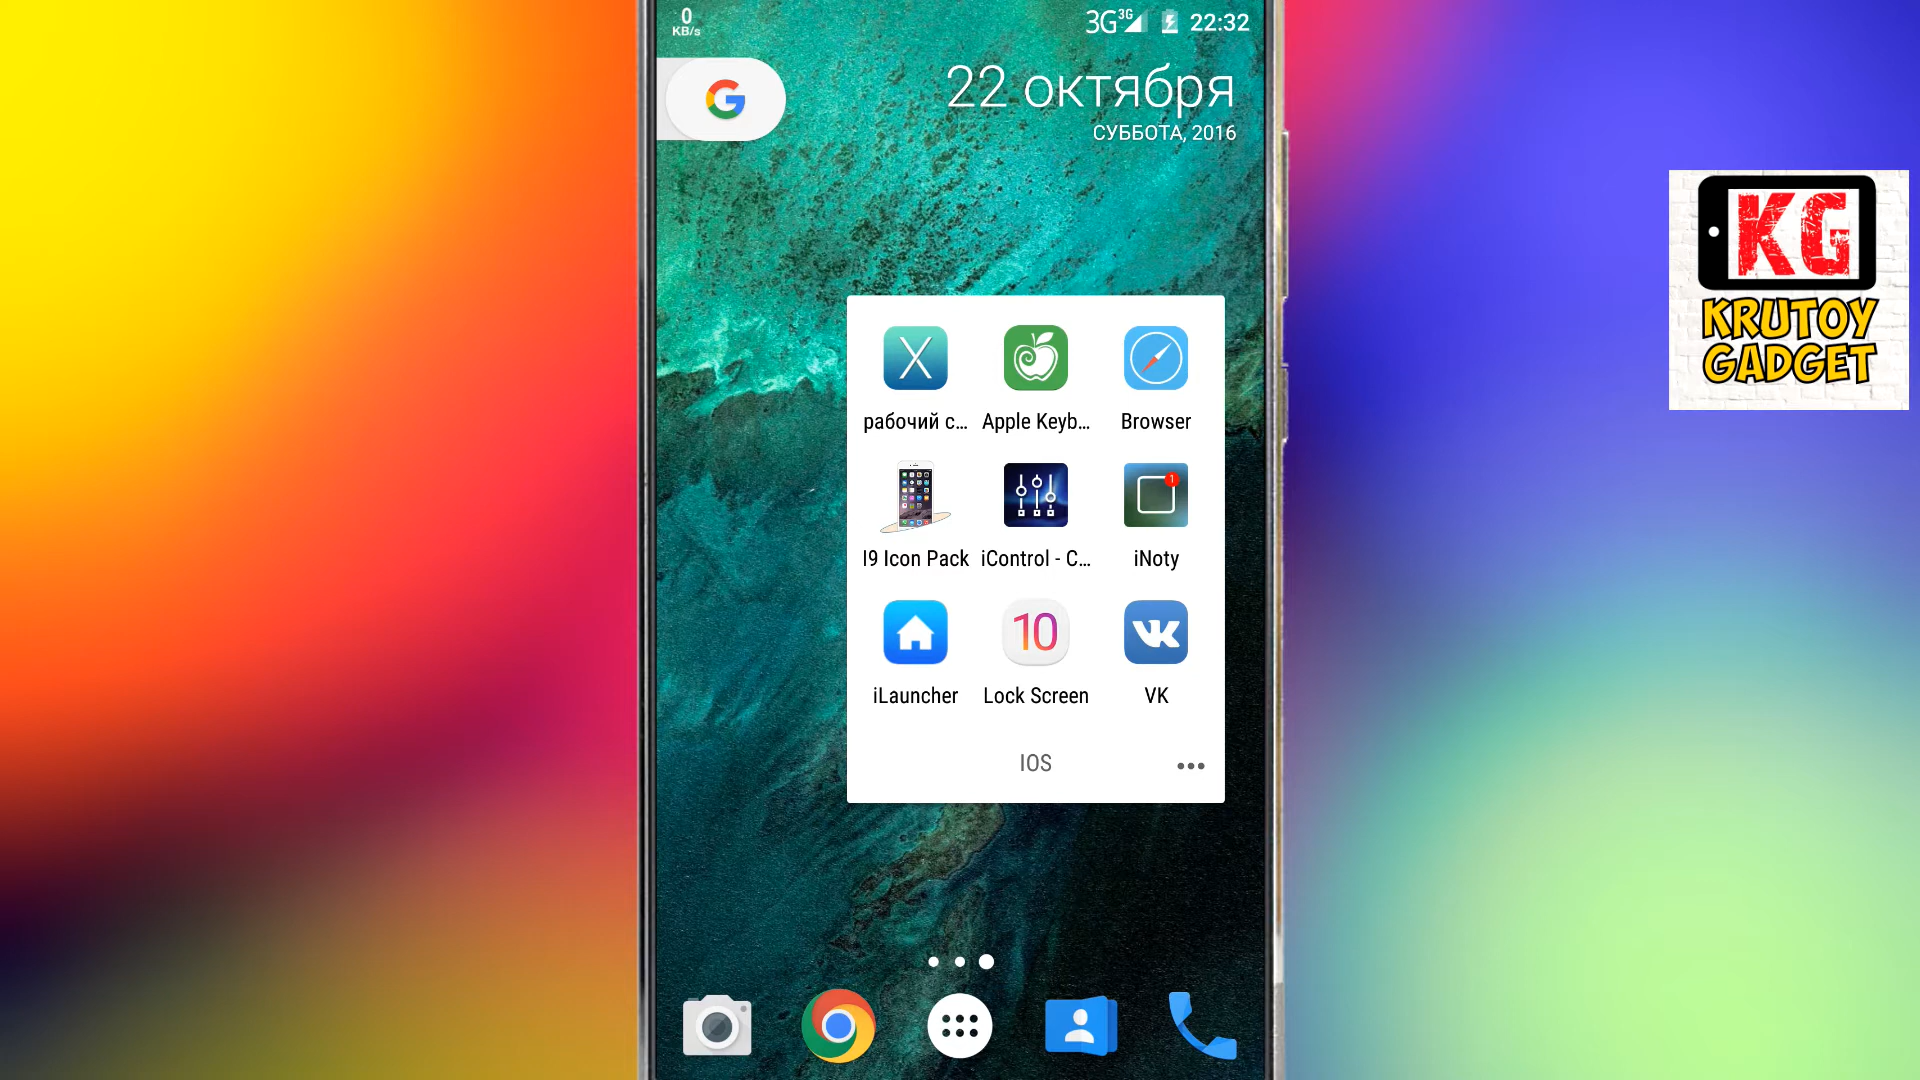 0
KB/s
3G 3G 22:32
G
22 октября
СУББОТА, 2016
X
рабочий с...
Apple Keyb...
Browser
1
I9 Icon Pack
iControl - C...
iNoty
10
iLauncher
Lock Screen
VK
IOS
KG
KRUTOY
GADGET